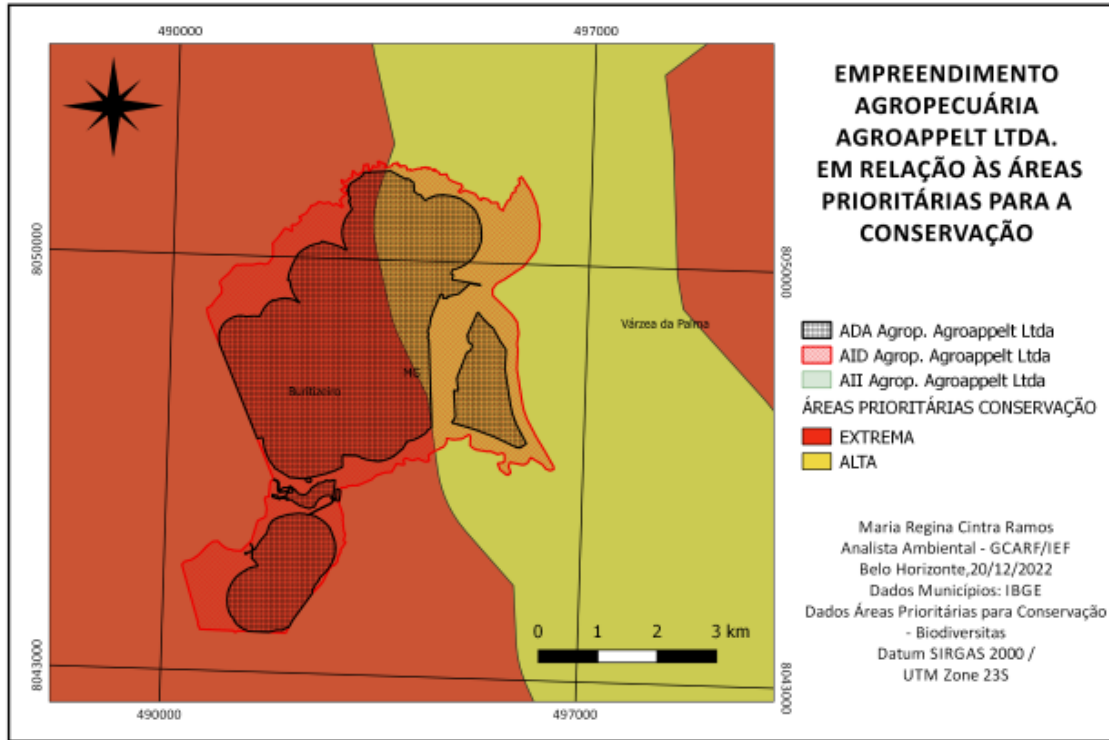 490000
497000
8050000
8050000
8043000
8043000
490000
497000
Buritizeiro
MG
Várzea da Palma
0 1 2 3 km
EMPREENDIMENTO
AGROPECUÁRIA
AGROAPPELT LTDA.
EM RELAÇÃO ÀS ÁREAS
PRIORITÁRIAS PARA A
CONSERVAÇÃO
ADA Agrop. Agroappelt Ltda
AID Agrop. Agroappelt Ltda
AII Agrop. Agroappelt Ltda
ÁREAS PRIORITÁRIAS CONSERVAÇÃO
EXTREMA
ALTA
Maria Regina Cintra Ramos
Analista Ambiental - GCARF/IEF
Belo Horizonte,20/12/2022
Dados Municípios: IBGE
Dados Áreas Prioritárias para Conservação
- Biodiversitas
Datum SIRGAS 2000 /
UTM Zone 23S